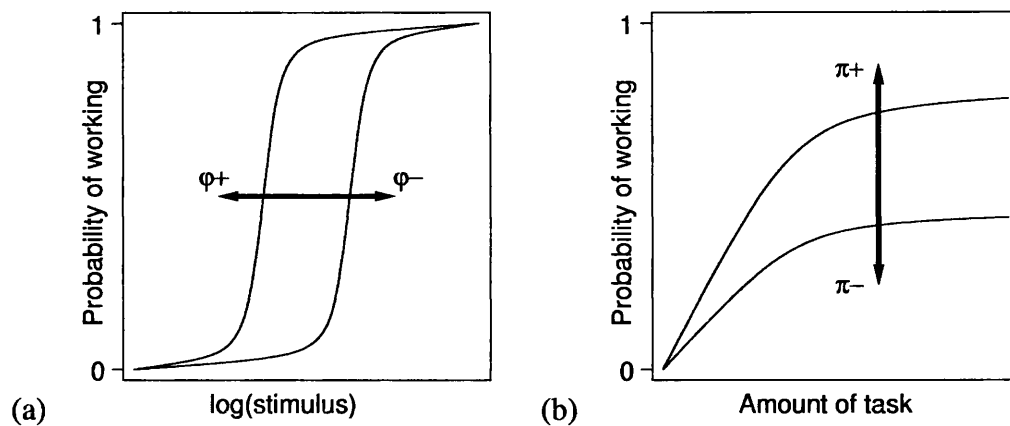 (a)
Probability of working
1
0
φ+
φ−
log(stimulus)
(b)
Probability of working
1
0
π+
π−
Amount of task